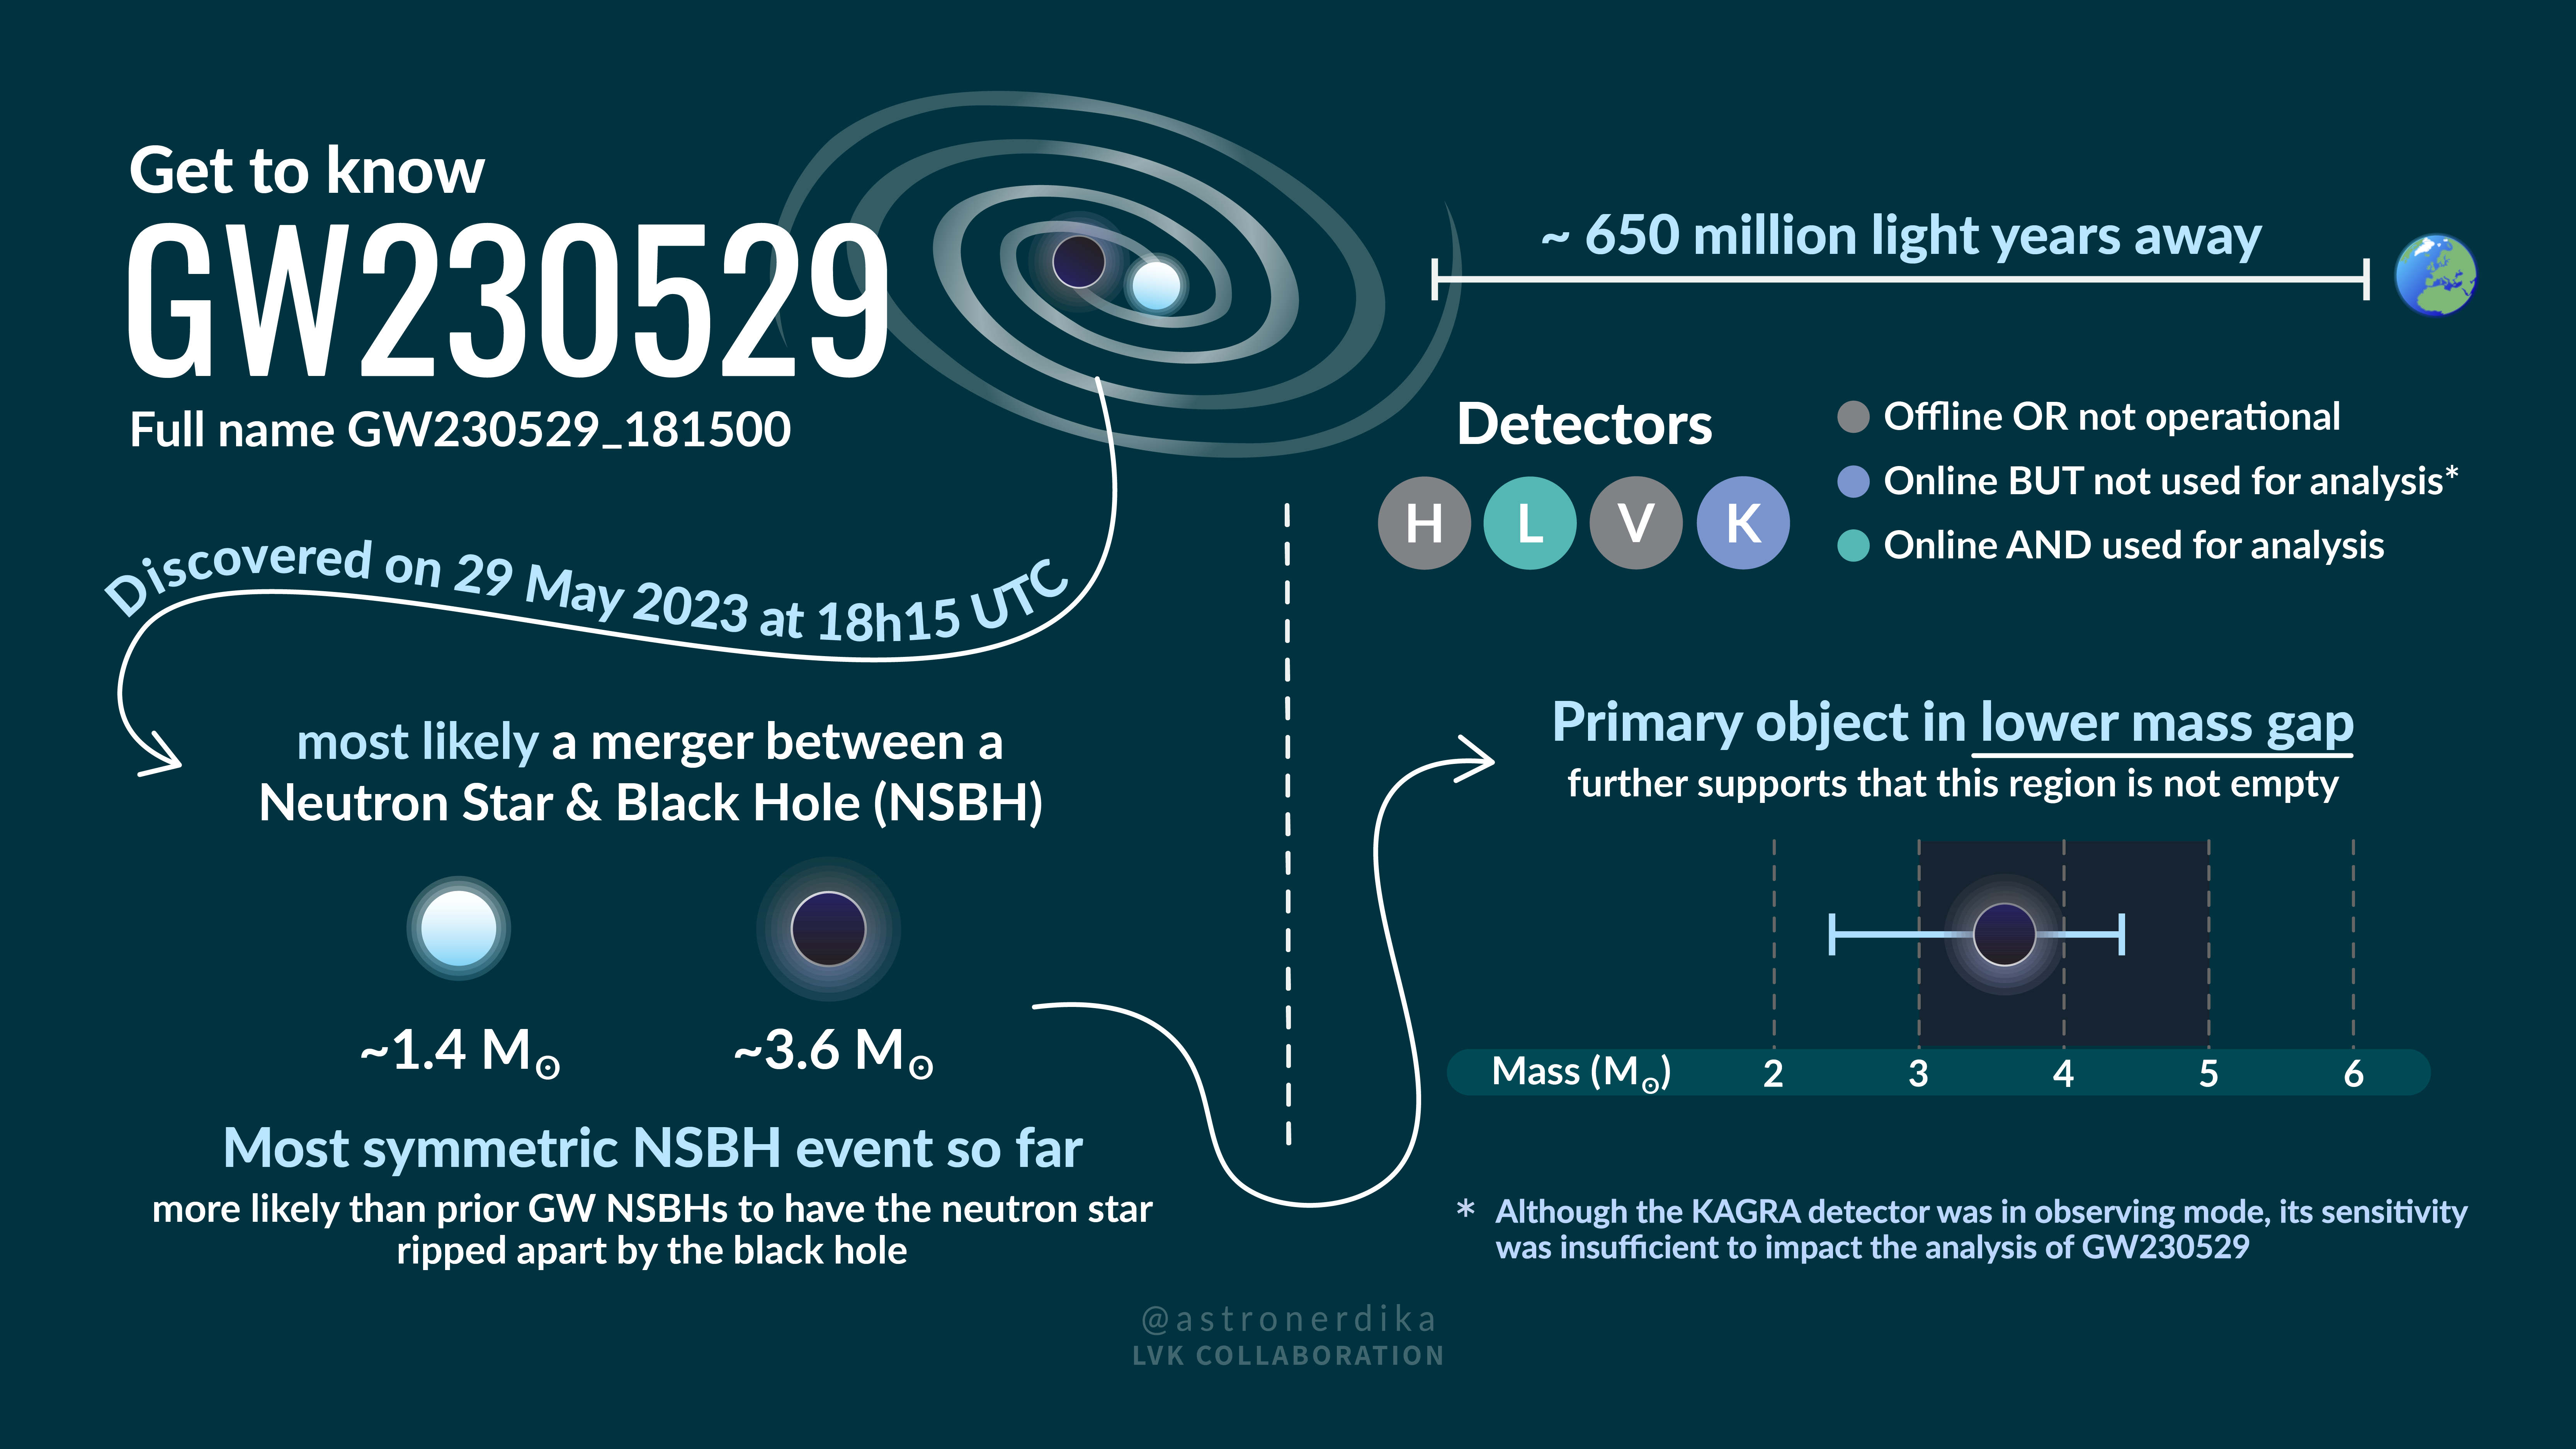 Get to know
GW230529
Full name GW230529_181500
Discovered on 29 May 2023 at 18h15 UTC
most likely a merger between a
Neutron Star & Black Hole (NSBH)
~1.4 M⊙
~3.6 M⊙
Most symmetric NSBH event so far
more likely than prior GW NSBHs to have the neutron star
ripped apart by the black hole
~ 650 million light years away
Detectors
H L V K
Offline OR not operational
Online BUT not used for analysis*
Online AND used for analysis
Primary object in lower mass gap
further supports that this region is not empty
Mass (M⊙) 2 3 4 5 6
* Although the KAGRA detector was in observing mode, its sensitivity
was insufficient to impact the analysis of GW230529
@astronerdika
LVK COLLABORATION